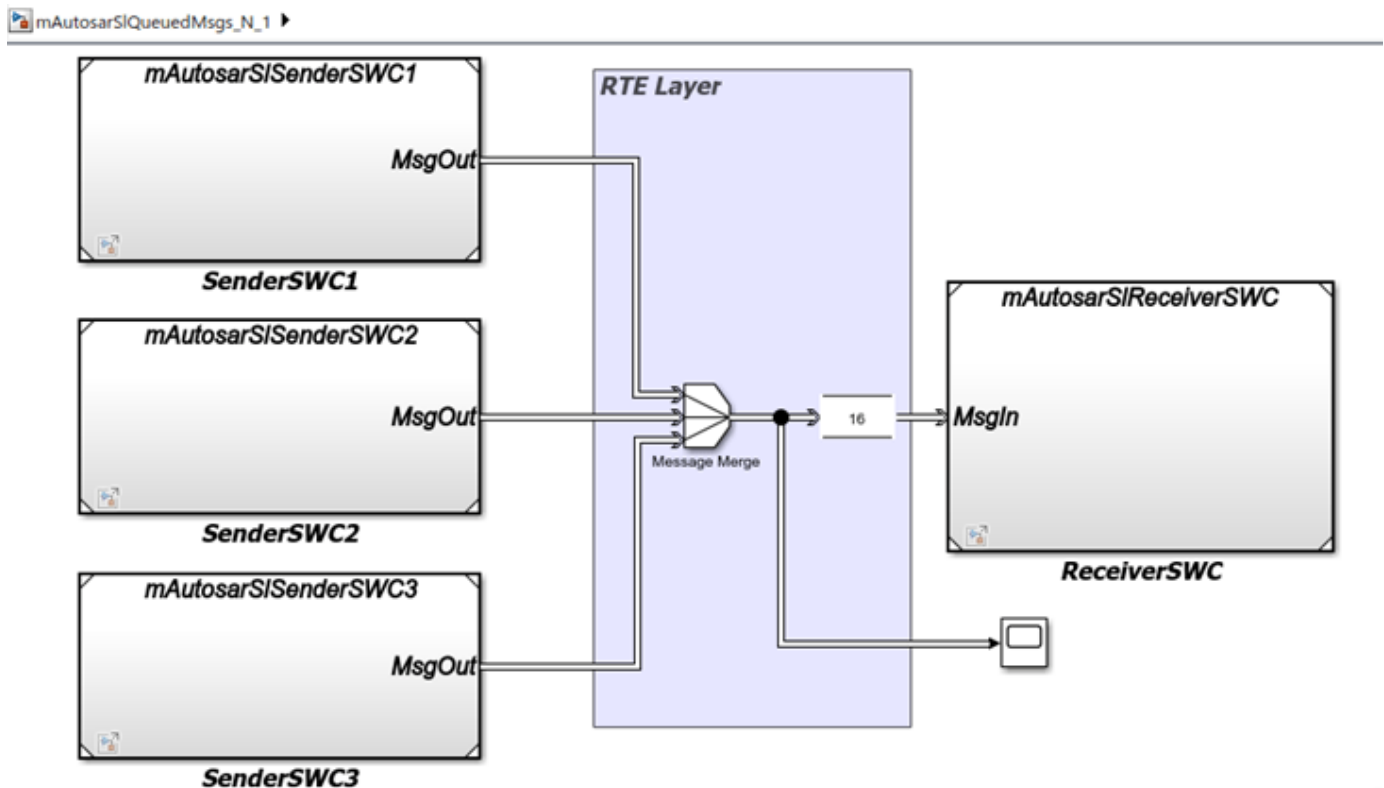 mAutosarSlQueuedMsgs_N_1
mAutosarSlSenderSWC1
MsgOut
SenderSWC1
mAutosarSlSenderSWC2
MsgOut
SenderSWC2
mAutosarSlSenderSWC3
MsgOut
SenderSWC3
RTE Layer
Message Merge
16
mAutosarSlReceiverSWC
MsgIn
ReceiverSWC